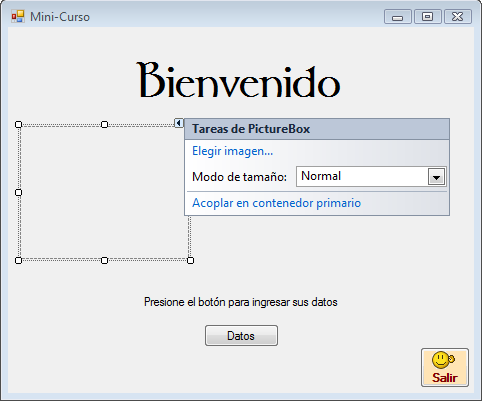 Mini-Curso
Bienvenido
Tareas de PictureBox
Elegir imagen...
Modo de tamaño: Normal
Acoplar en contenedor primario
Presione el botón para ingresar sus datos
Datos
Salir